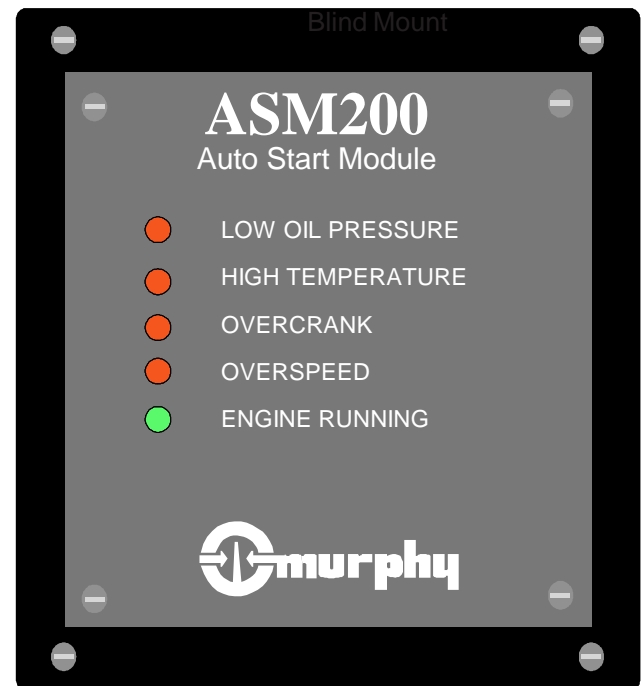 Blind Mount
ASM200
Auto Start Module
LOW OIL PRESSURE
HIGH TEMPERATURE
OVERCRANK
OVERSPEED
ENGINE RUNNING
murphy